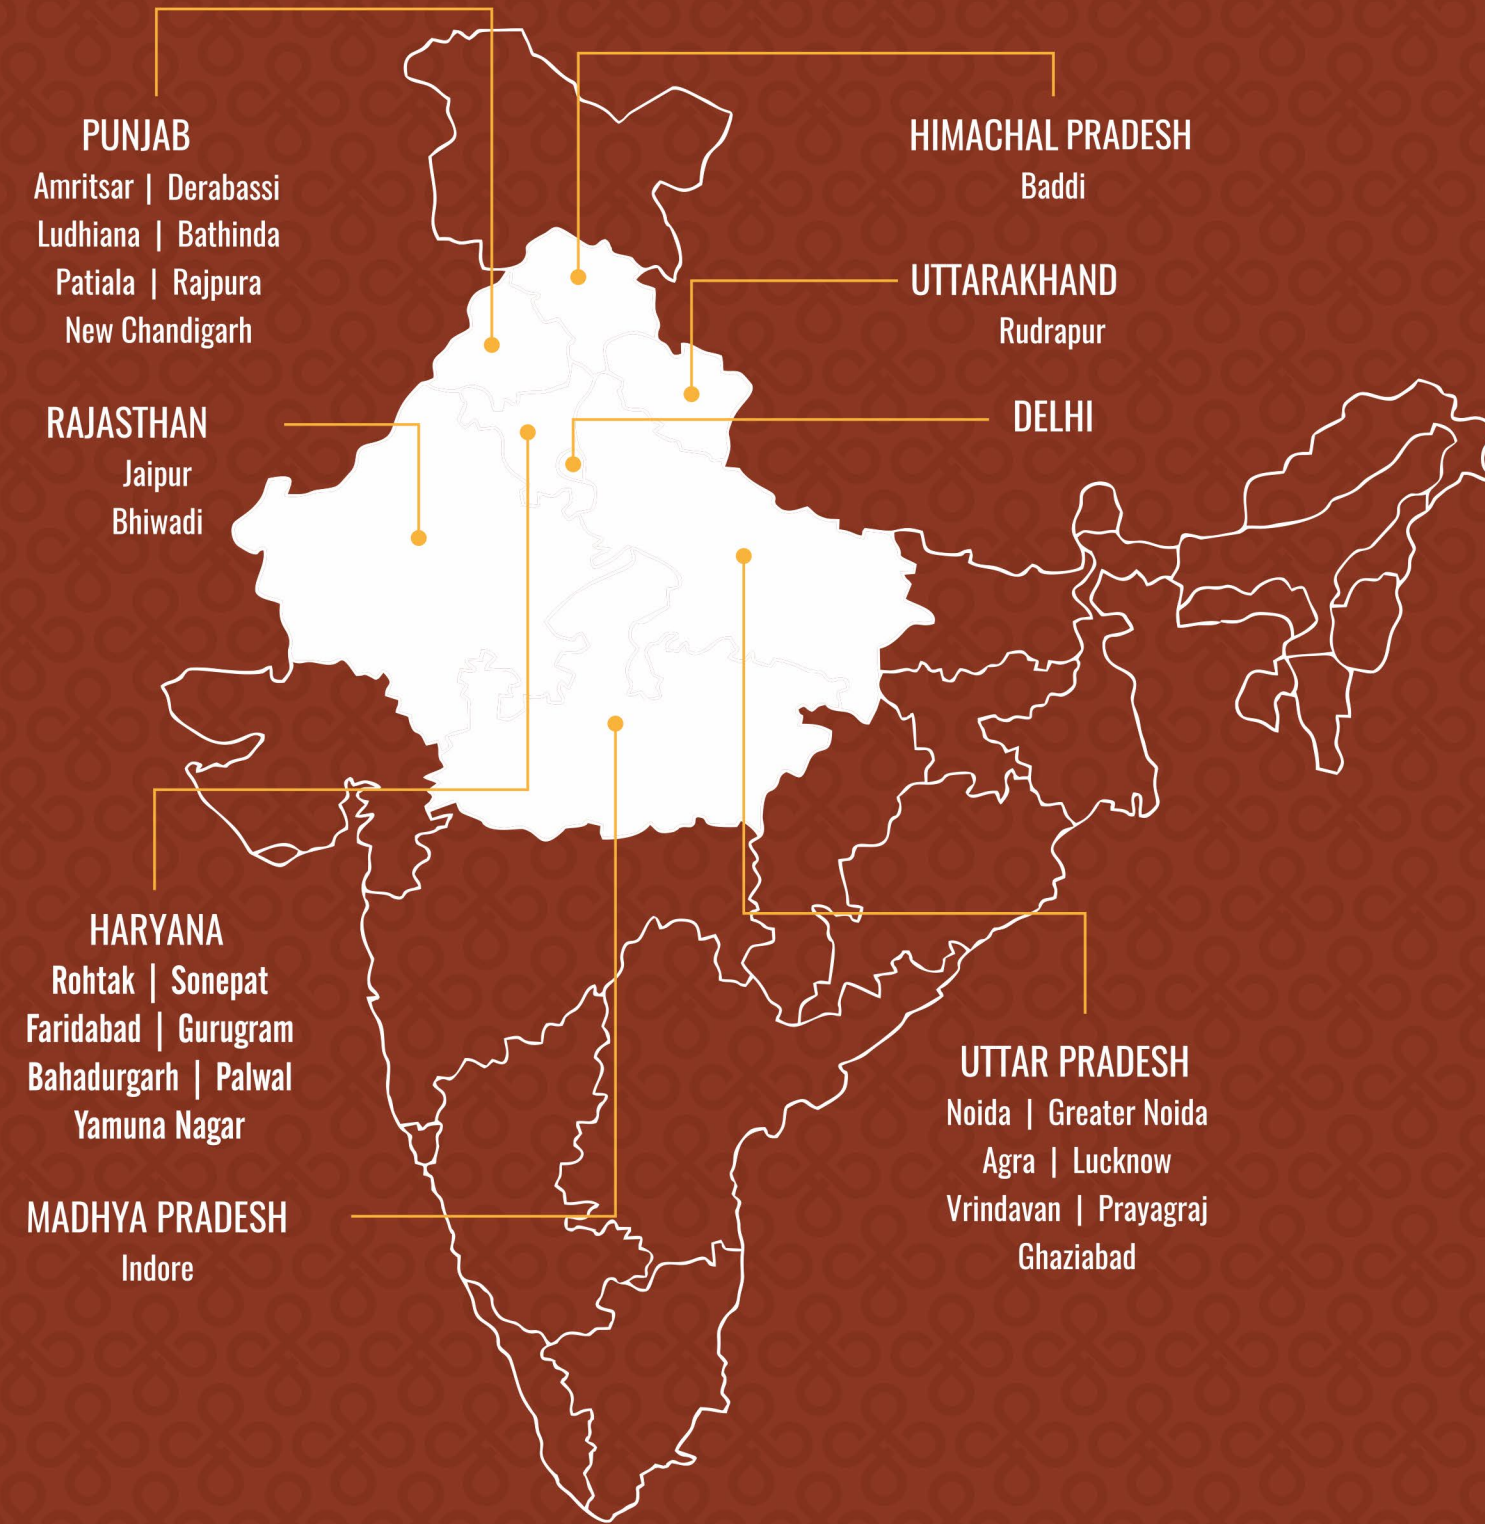 PUNJAB
Amritsar | Derabassi
Ludhiana | Bathinda
Patiala | Rajpura
New Chandigarh
RAJASTHAN
Jaipur
Bhiwadi
HARYANA
Rohtak | Sonepat
Faridabad | Gurugram
Bahadurgarh | Palwal
Yamuna Nagar
MADHYA PRADESH
Indore
HIMACHAL PRADESH
Baddi
UTTARAKHAND
Rudrapur
DELHI
UTTAR PRADESH
Noida | Greater Noida
Agra | Lucknow
Vrindavan | Prayagraj
Ghaziabad